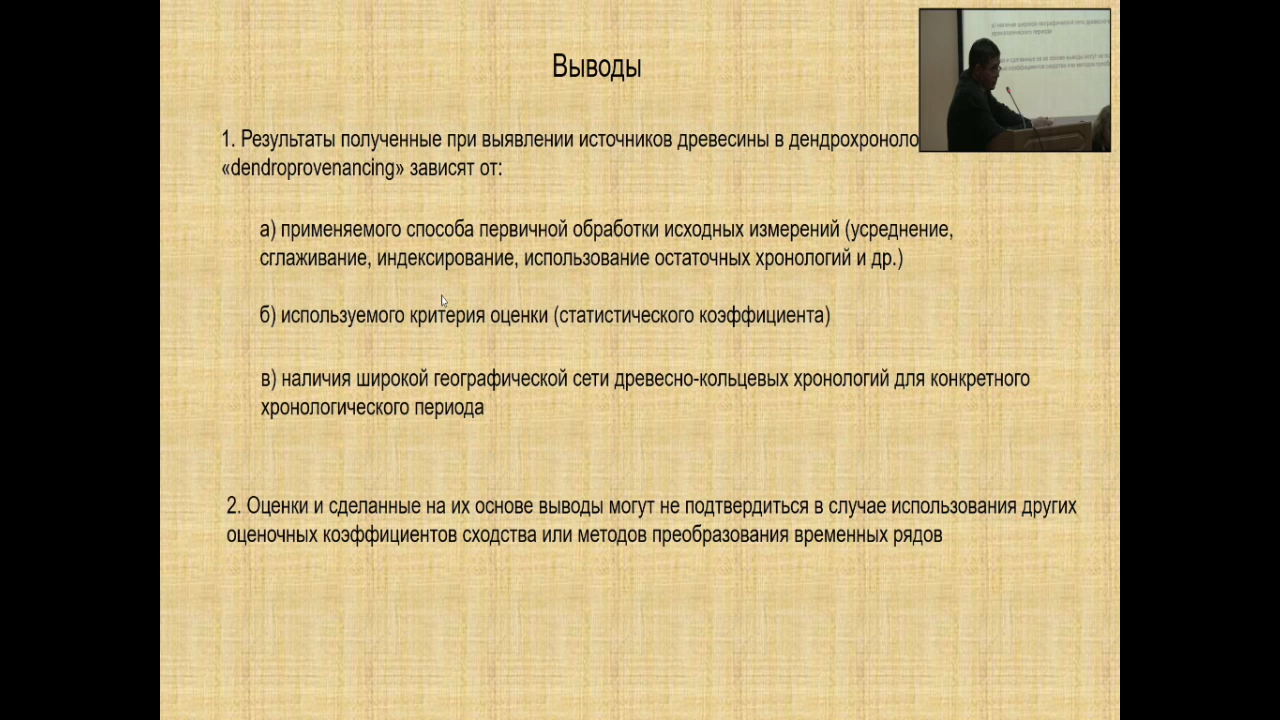 Выводы
1. Результаты полученные при выявлении источников древесины в дендрохроноло
«dendroprovenancing» зависят от:
а) применяемого способа первичной обработки исходных измерений (усреднение,
сглаживание, индексирование, использование остаточных хронологий и др.)
б) используемого критерия оценки (статистического коэффициента)
в) наличия широкой географической сети древесно-кольцевых хронологий для конкретного
хронологического периода
2. Оценки и сделанные на их основе выводы могут не подтвердиться в случае использования других
оценочных коэффициентов сходства или методов преобразования временных рядов